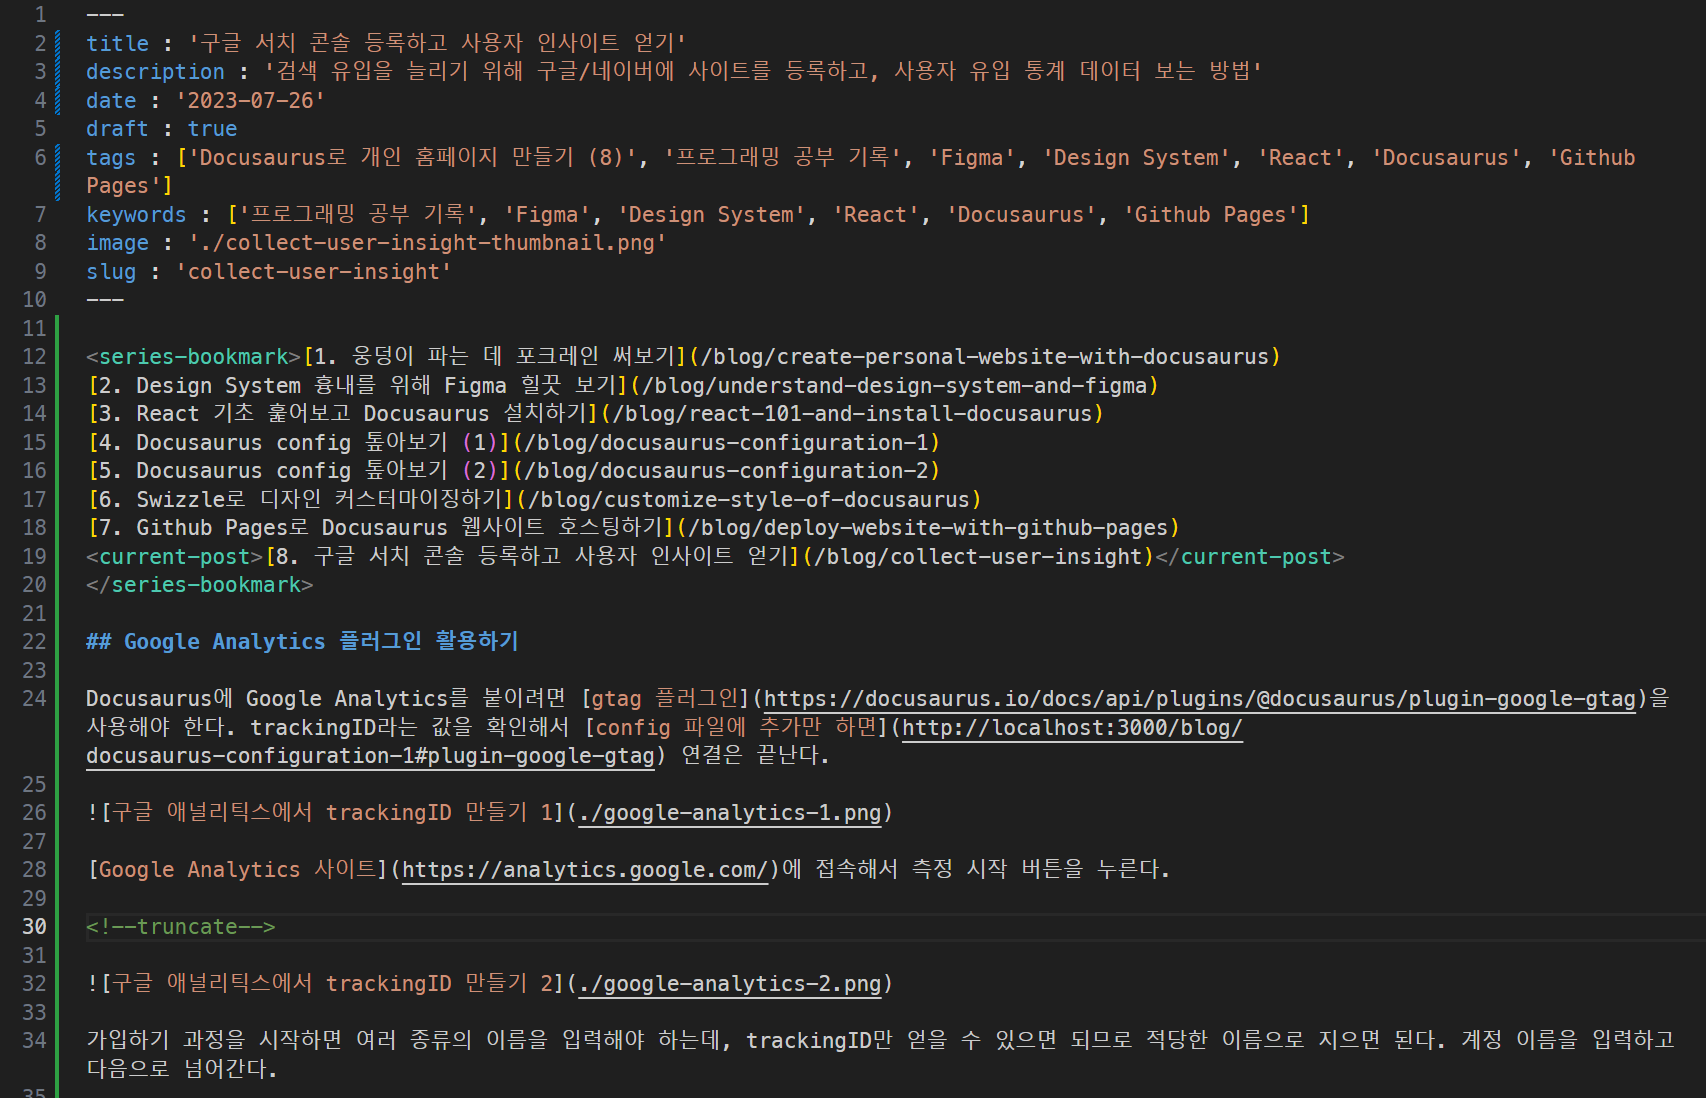 1 ---
2 title : '구글 서치 콘솔 등록하고 사용자 인사이트 얻기'
3 description : '검색 유입을 늘리기 위해 구글/네이버에 사이트를 등록하고, 사용자 유입 통계 데이터 보는 방법'
4 date : '2023-07-26'
5 draft : true
6 tags : ['Docusaurus로 개인 홈페이지 만들기 (8)', '프로그래밍 공부 기록', 'Figma', 'Design System', 'React', 'Docusaurus', 'Github
Pages']
7 keywords : ['프로그래밍 공부 기록', 'Figma', 'Design System', 'React', 'Docusaurus', 'Github Pages']
8 image : './collect-user-insight-thumbnail.png'
9 slug : 'collect-user-insight'
10 ---
11
12 <series-bookmark>[1. 웅덩이 파는 데 포크레인 써보기](/blog/create-personal-website-with-docusaurus)
13 [2. Design System 흉내를 위해 Figma 힐끗 보기](/blog/understand-design-system-and-figma)
14 [3. React 기초 훑어보고 Docusaurus 설치하기](/blog/react-101-and-install-docusaurus)
15 [4. Docusaurus config 톺아보기 (1)](/blog/docusaurus-configuration-1)
16 [5. Docusaurus config 톺아보기 (2)](/blog/docusaurus-configuration-2)
17 [6. Swizzle로 디자인 커스터마이징하기](/blog/customize-style-of-docusaurus)
18 [7. Github Pages로 Docusaurus 웹사이트 호스팅하기](/blog/deploy-website-with-github-pages)
19 <current-post>[8. 구글 서치 콘솔 등록하고 사용자 인사이트 얻기](/blog/collect-user-insight)</current-post>
20 </series-bookmark>
21
22 ## Google Analytics 플러그인 활용하기
23
24 Docusaurus에 Google Analytics를 붙이려면 [gtag 플러그인](https://docusaurus.io/docs/api/plugins/@docusaurus/plugin-google-gtag)을
사용해야 한다. trackingID라는 값을 확인해서 [config 파일에 추가만 하면](http://localhost:3000/blog/
docusaurus-configuration-1#plugin-google-gtag) 연결은 끝난다.
25
26 ![구글 애널리틱스에서 trackingID 만들기 1](./google-analytics-1.png)
27
28 [Google Analytics 사이트](https://analytics.google.com/)에 접속해서 측정 시작 버튼을 누른다.
29
30 <!--truncate-->
31
32 ![구글 애널리틱스에서 trackingID 만들기 2](./google-analytics-2.png)
33
34 가입하기 과정을 시작하면 여러 종류의 이름을 입력해야 하는데, trackingID만 얻을 수 있으면 되므로 적당한 이름으로 지으면 된다. 계정 이름을 입력하고
다음으로 넘어간다.
35